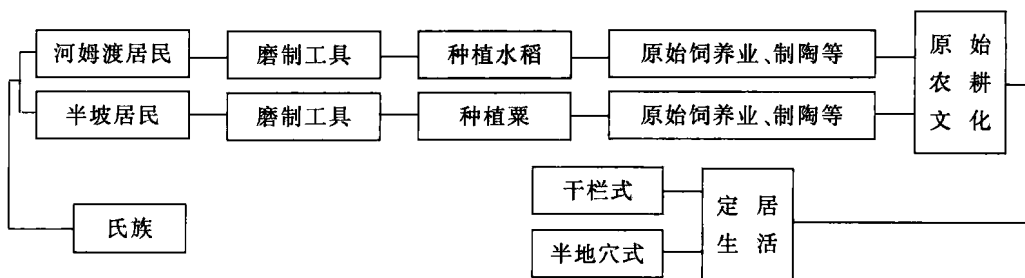 河姆渡居民
磨制工具
种植水稻
原始饲养业、制陶等
原始
农耕
文化
半坡居民
磨制工具
种植粟
原始饲养业、制陶等
干栏式
定居
生活
氏族
半地穴式